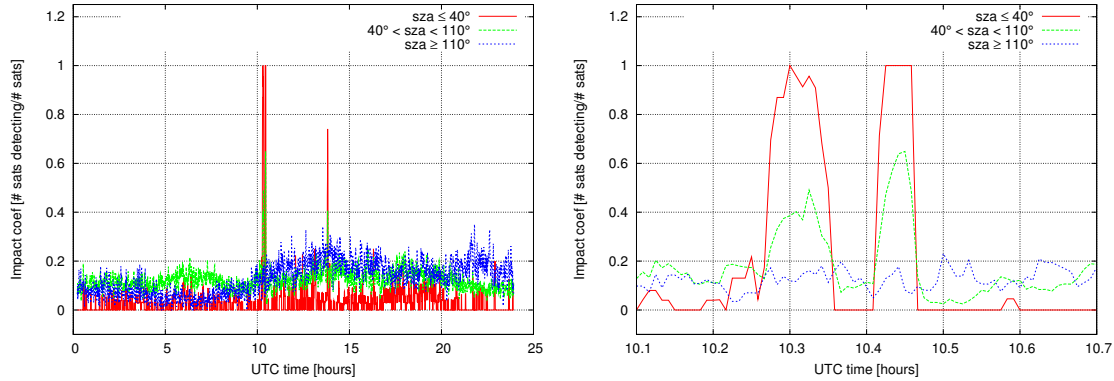 Impact coef [# sats detecting/# sats]
1.2
1
0.8
0.6
0.4
0.2
0
sza ≤ 40°
40° < sza < 110°
sza ≥ 110°
0 5 10 15 20 25
UTC time [hours]
Impact coef [# sats detecting/# sats]
1.2
1
0.8
0.6
0.4
0.2
0
sza ≤ 40°
40° < sza < 110°
sza ≥ 110°
10.1 10.2 10.3 10.4 10.5 10.6 10.7
UTC time [hours]